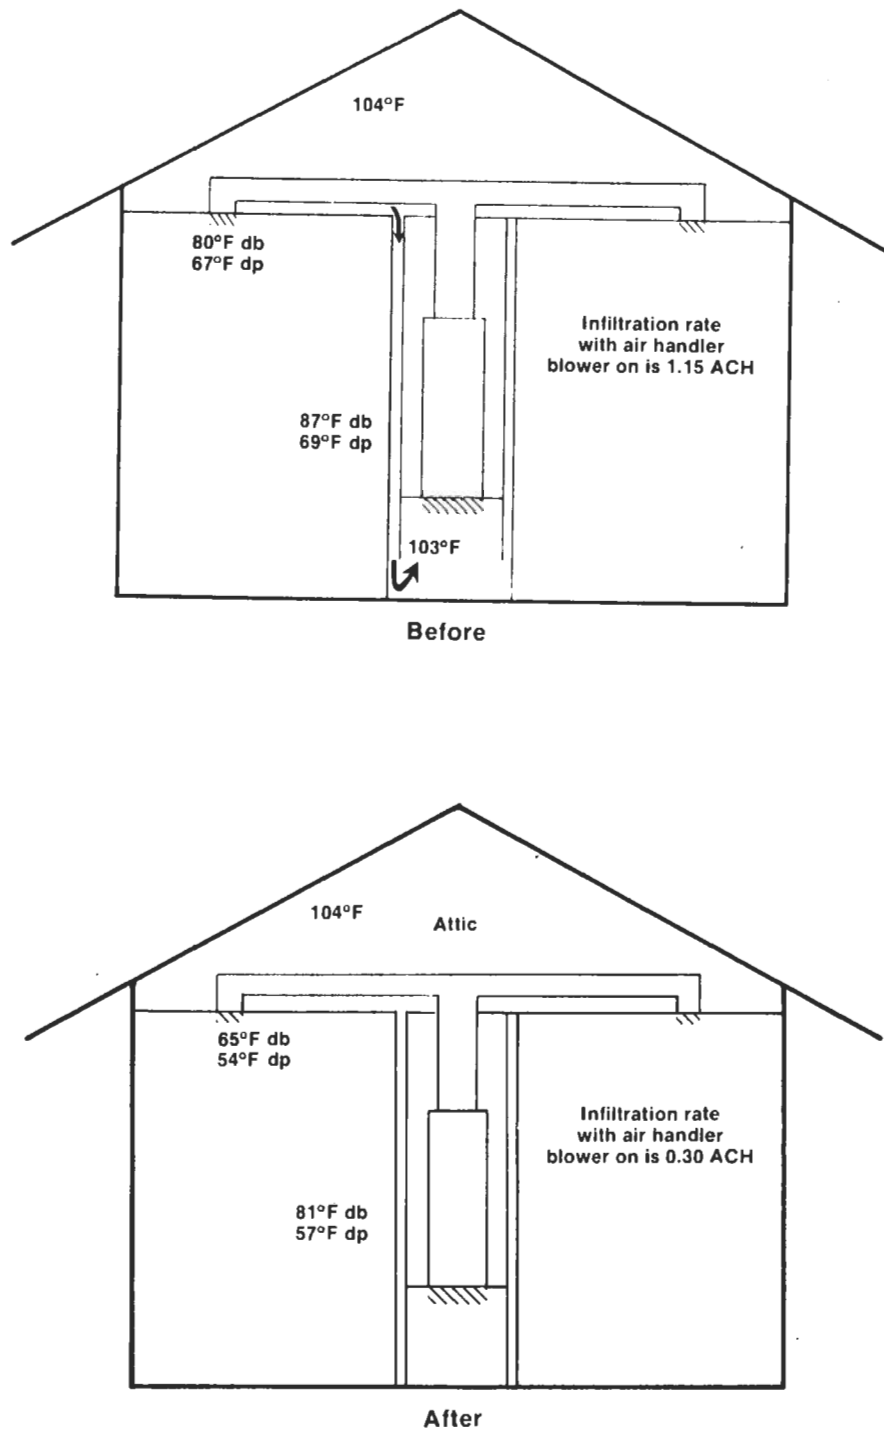 104°F
80°F db
67°F dp
Infiltration rate
with air handler
blower on is 1.15 ACH
87°F db
69°F dp
103°F
Before
104°F
Attic
65°F db
54°F dp
Infiltration rate
with air handler
blower on is 0.30 ACH
81°F db
57°F dp
After